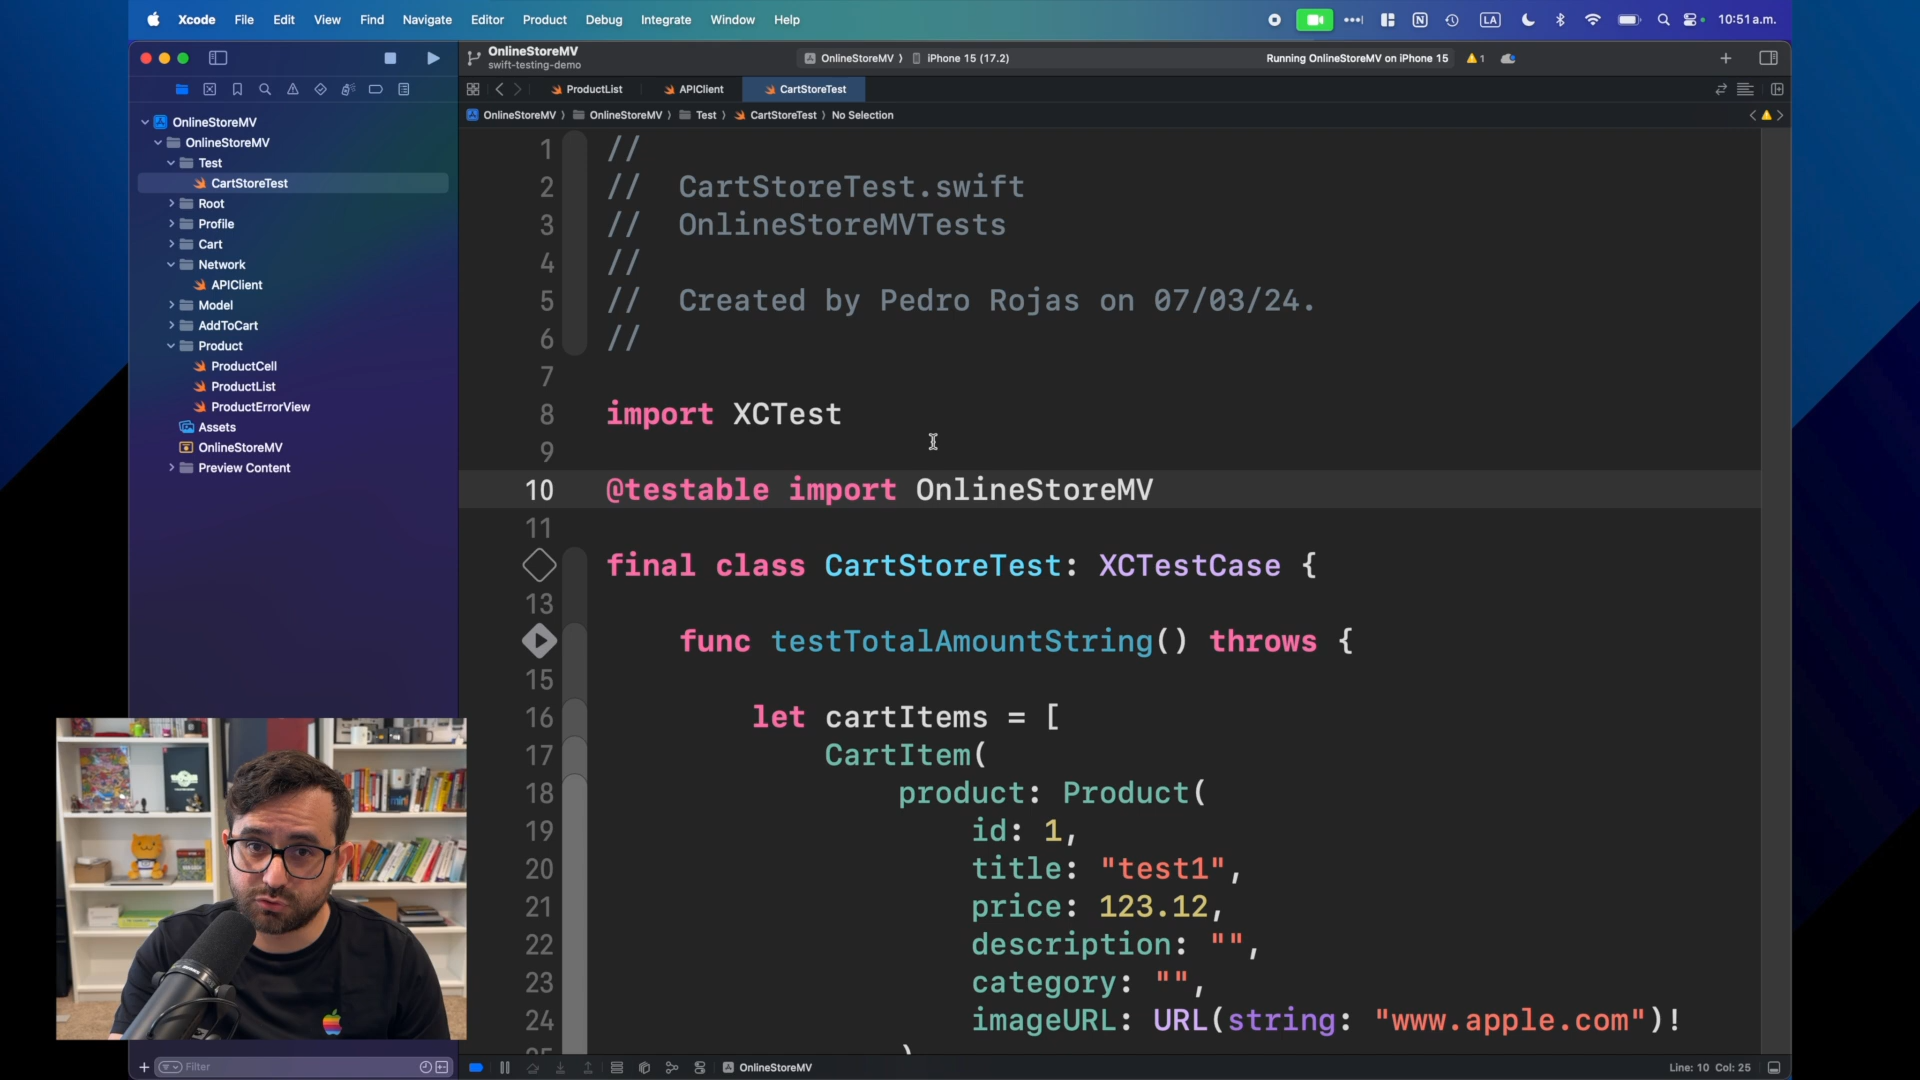 Xcode File Edit View Find Navigate Editor Product Debug Integrate Window Help
LA 10:51 a.m.
OnlineStoreMV
swift-testing-demo
OnlineStoreMV ⟩ iPhone 15 (17.2)
Running OnlineStoreMV on iPhone 15
1
ProductList
APIClient
CartStoreTest
OnlineStoreMV ⟩ OnlineStoreMV ⟩ Test ⟩ CartStoreTest ⟩ No Selection
OnlineStoreMV
OnlineStoreMV
Test
CartStoreTest
Root
Profile
Cart
Network
APIClient
Model
AddToCart
Product
ProductCell
ProductList
ProductErrorView
Assets
OnlineStoreMV
Preview Content
1 //
2 //  CartStoreTest.swift
3 //  OnlineStoreMVTests
4 //
5 //  Created by Pedro Rojas on 07/03/24.
6 //
7
8 import XCTest
9
10 @testable import OnlineStoreMV
11
final class CartStoreTest: XCTestCase {
13
func testTotalAmountString() throws {
15
16 let cartItems = [
17 CartItem(
18 product: Product(
19 id: 1,
20 title: "test1",
21 price: 123.12,
22 description: "",
23 category: "",
24 imageURL: URL(string: "www.apple.com")!
25 )
Filter
OnlineStoreMV
Line: 10 Col: 25